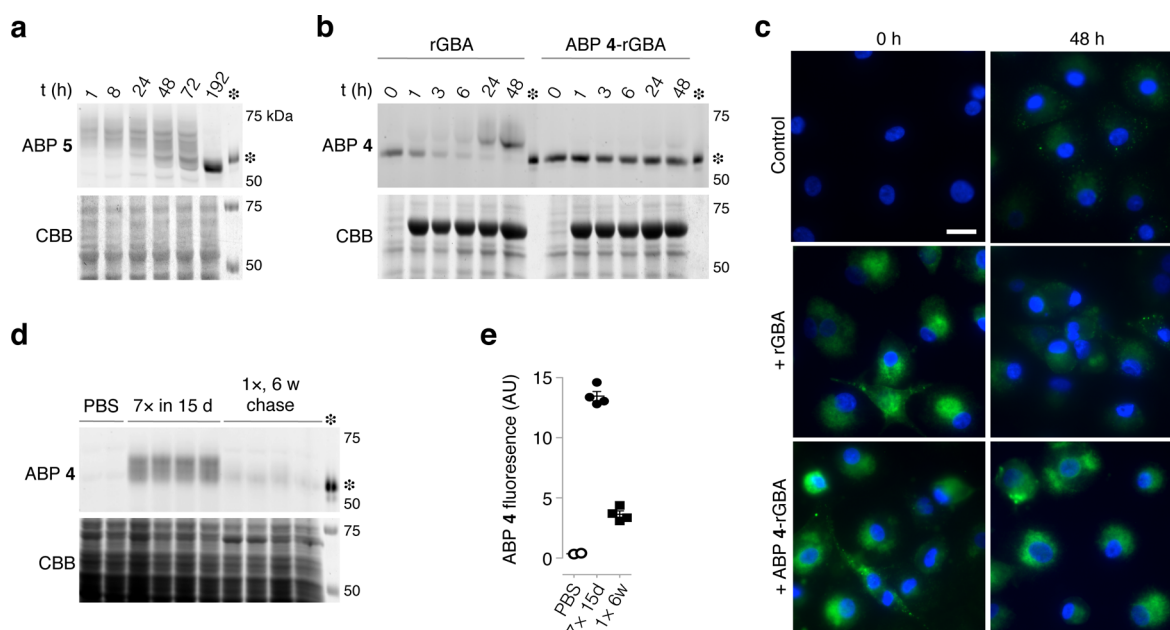 a
t (h) 1 8 24 48 72 192 *
75 kDa
ABP 5
*
50
75
CBB
50
b
rGBA ABP 4-rGBA
t (h) 0 1 3 6 24 48 * 0 1 3 6 24 48 *
75
ABP 4
*
50
75
CBB
50
c
0 h 48 h
Control
+ rGBA
+ ABP 4-rGBA
d
1×, 6 w
PBS 7× in 15 d chase *
75
ABP 4
*
50
75
CBB
50
e
ABP 4 fluorescence (AU)
15
10
5
0
PBS
7× 15d
1× 6w